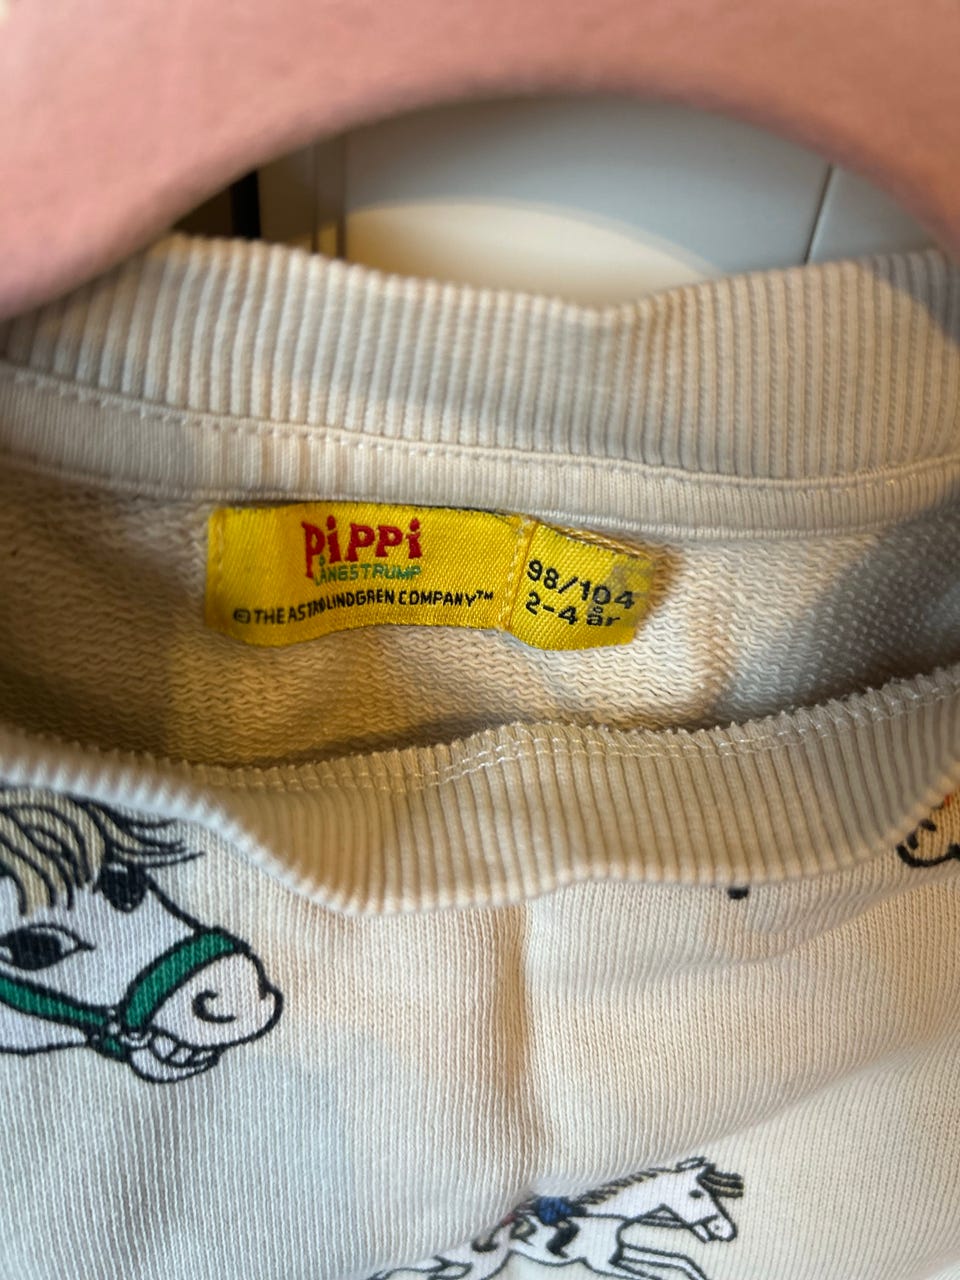 Pippi
LÅNGSTRUMP
© THE ASTRID LINDGREN COMPANY™
98/104
2-4 år